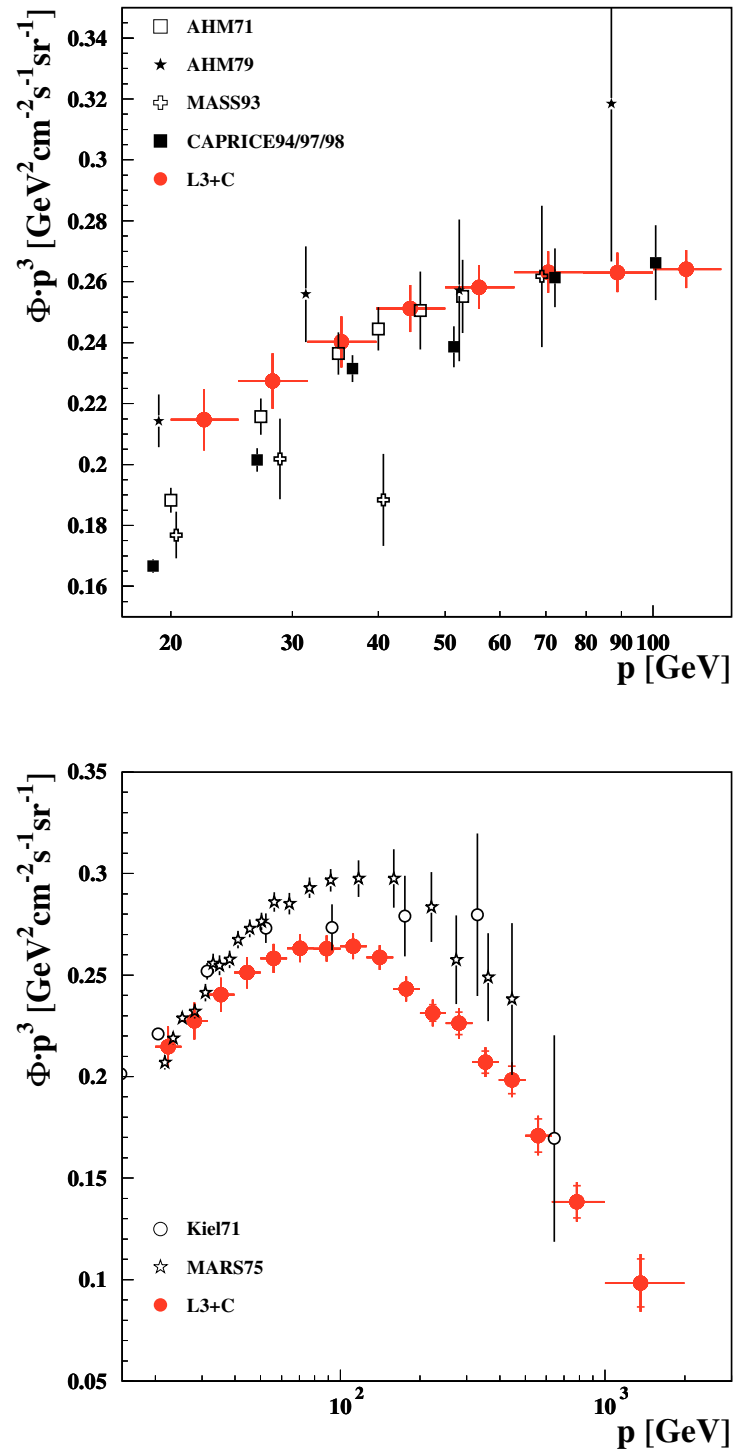 Φ·p³ [GeV²cm⁻²s⁻¹sr⁻¹]
0.34
0.32
0.3
0.28
0.26
0.24
0.22
0.2
0.18
0.16
AHM71
AHM79
MASS93
CAPRICE94/97/98
L3+C
20 30 40 50 60 70 80 90 100
p [GeV]
Φ·p³ [GeV²cm⁻²s⁻¹sr⁻¹]
0.35
0.3
0.25
0.2
0.15
0.1
0.05
Kiel71
MARS75
L3+C
10² 10³
p [GeV]